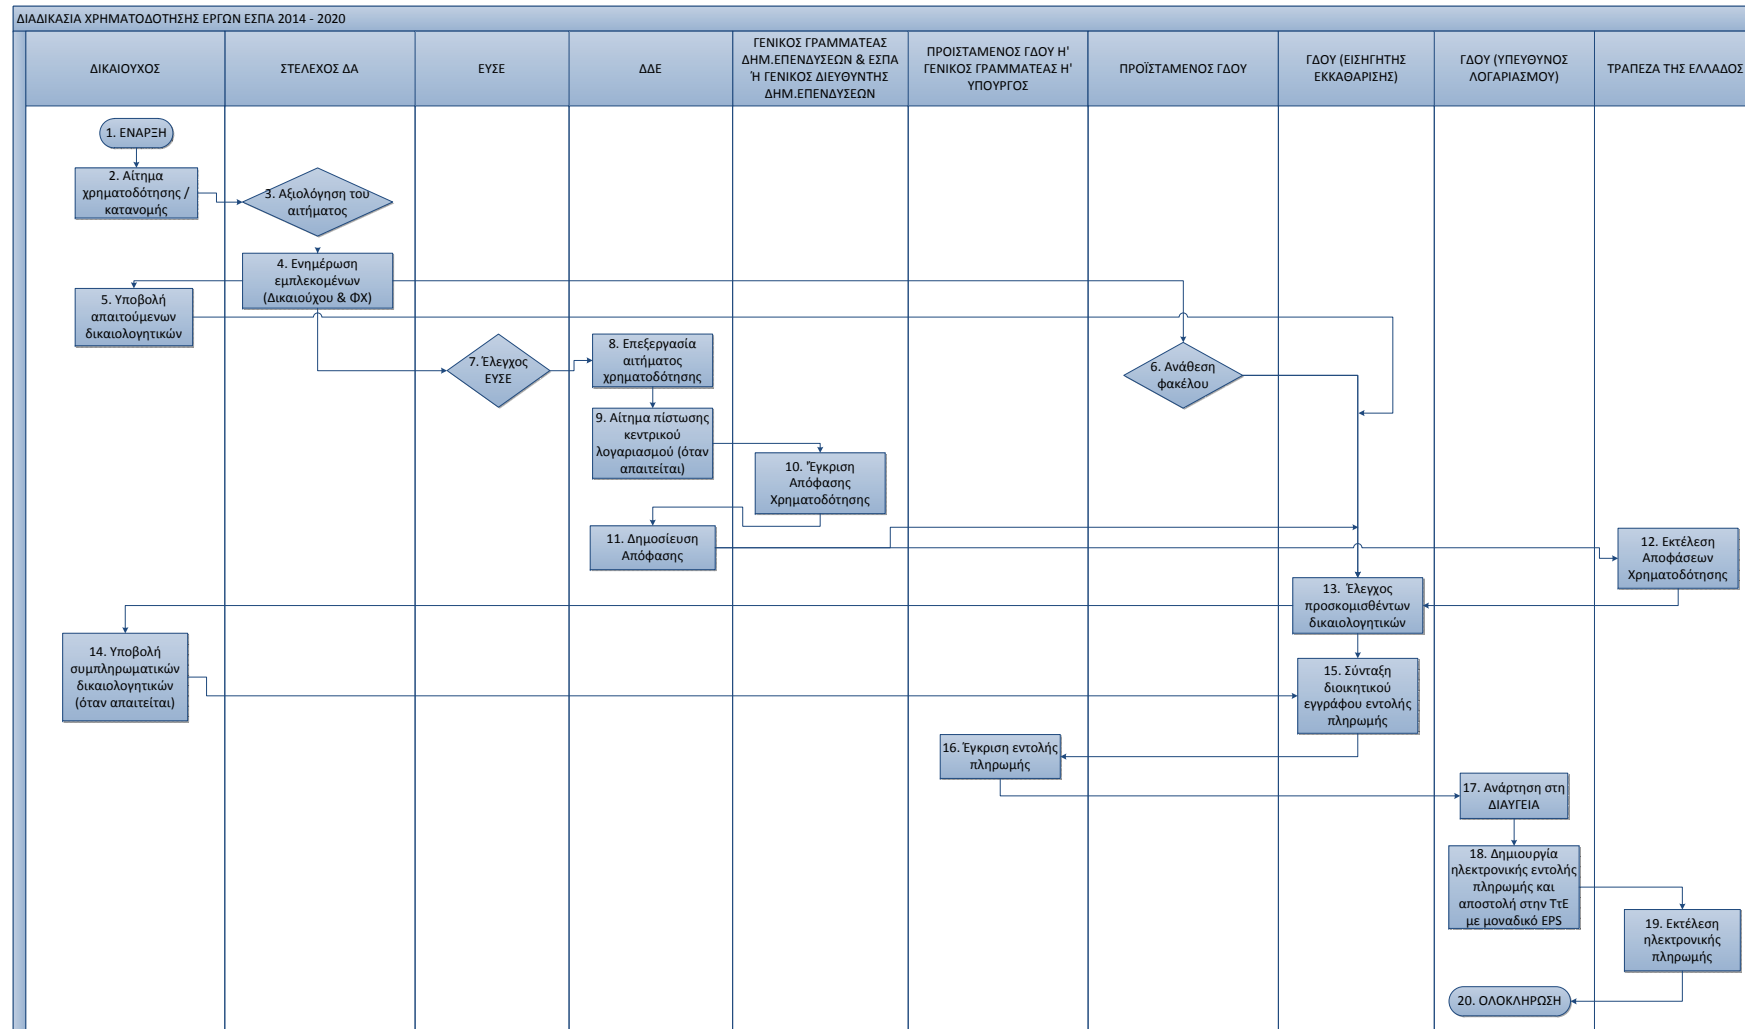 ΔΙΑΔΙΚΑΣΙΑ ΧΡΗΜΑΤΟΔΟΤΗΣΗΣ ΕΡΓΩΝ ΕΣΠΑ 2014 - 2020
ΔΙΚΑΙΟΥΧΟΣ
ΣΤΕΛΕΧΟΣ ΔΑ
ΕΥΣΕ
ΔΔΕ
ΓΕΝΙΚΟΣ ΓΡΑΜΜΑΤΕΑΣ
ΔΗΜ.ΕΠΕΝΔΥΣΕΩΝ & ΕΣΠΑ
Ή ΓΕΝΙΚΟΣ ΔΙΕΥΘΥΝΤΗΣ
ΔΗΜ.ΕΠΕΝΔΥΣΕΩΝ
ΠΡΟΙΣΤΑΜΕΝΟΣ ΓΔΟΥ Η'
ΓΕΝΙΚΟΣ ΓΡΑΜΜΑΤΕΑΣ Η'
ΥΠΟΥΡΓΟΣ
ΠΡΟΪΣΤΑΜΕΝΟΣ ΓΔΟΥ
ΓΔΟΥ (ΕΙΣΗΓΗΤΗΣ
ΕΚΚΑΘΑΡΙΣΗΣ)
ΓΔΟΥ (ΥΠΕΥΘΥΝΟΣ
ΛΟΓΑΡΙΑΣΜΟΥ)
ΤΡΑΠΕΖΑ ΤΗΣ ΕΛΛΑΔΟΣ
1. ΕΝΑΡΞΗ
2. Αίτημα
χρηματοδότησης /
κατανομής
3. Αξιολόγηση του
αιτήματος
4. Ενημέρωση
εμπλεκομένων
(Δικαιούχου & ΦΧ)
5. Υποβολή
απαιτούμενων
δικαιολογητικών
6. Ανάθεση
φακέλου
7. Έλεγχος
ΕΥΣΕ
8. Επεξεργασία
αιτήματος
χρηματοδότησης
9. Αίτημα πίστωσης
κεντρικού
λογαριασμού (όταν
απαιτείται)
10. Έγκριση
Απόφασης
Χρηματοδότησης
11. Δημοσίευση
Απόφασης
12. Εκτέλεση
Αποφάσεων
Χρηματοδότησης
13. Έλεγχος
προσκομισθέντων
δικαιολογητικών
14. Υποβολή
συμπληρωματικών
δικαιολογητικών
(όταν απαιτείται)
15. Σύνταξη
διοικητικού
εγγράφου εντολής
πληρωμής
16. Έγκριση εντολής
πληρωμής
17. Ανάρτηση στη
ΔΙΑΥΓΕΙΑ
18. Δημιουργία
ηλεκτρονικής εντολής
πληρωμής και
αποστολή στην ΤτΕ
με μοναδικό EPS
19. Εκτέλεση
ηλεκτρονικής
πληρωμής
20. ΟΛΟΚΛΗΡΩΣΗ